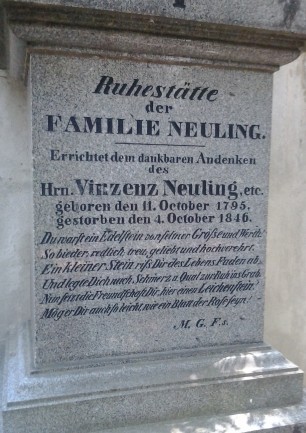 Ruhestätte
der
FAMILIE NEULING.
Errichtet dem dankbaren Andenken
des
Hrn. Vinzenz Neuling, etc.
geboren den 11. October 1795.
gestorben den 4. October 1846.
Du warst ein Edelstein von seltner Größe und Werth:
So bieder, redlich, treu, geliebt und hochverehrt.
Ein kleiner Stein riß Dir des Lebens Faden ab,
Und legte Dich nach Schmerz u. Qual zur Ruh in's Grab.
Nun setzt die Freundschaft Dir, hier einen Leichenstein!
Mög er Dir auch so leicht, wie ein Blatt der Rose seyn!
M. G. F. s.